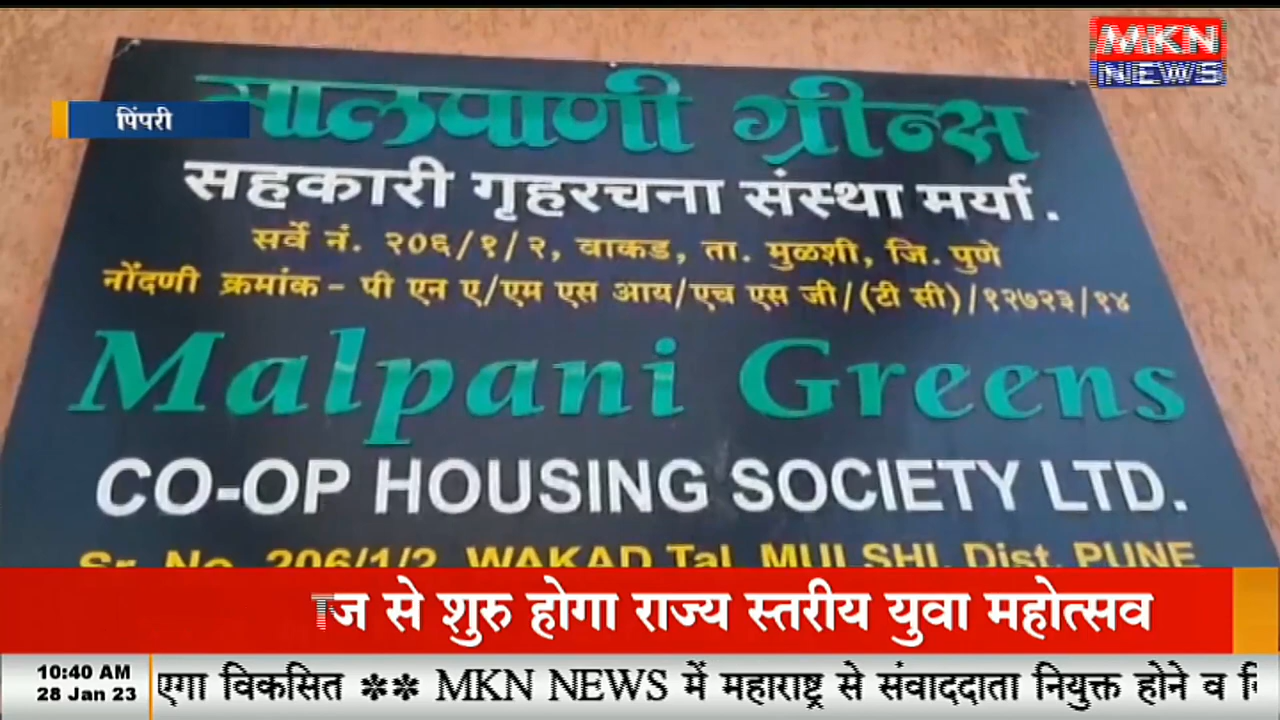 MKN
NEWS
पिंपरी
मालपाणी ग्रीन्स
सहकारी गृहरचना संस्था मर्या.
सर्वे नं. २०६/१/२, वाकड, ता. मुळशी, जि. पुणे
नोंदणी क्रमांक - पी एन ए/एम एस आय/एच एस जी/(टी सी)/१२७२३/१४
Malpani Greens
CO-OP HOUSING SOCIETY LTD.
Sr. No. 206/1/2, WAKAD Tal. MULSHI, Dist. PUNE
से शुरु होगा राज्य स्तरीय युवा महोत्सव
10:40 AM
28 Jan 23
एगा विकसित ** MKN NEWS में महाराष्ट्र से संवाददाता नियुक्त होने व